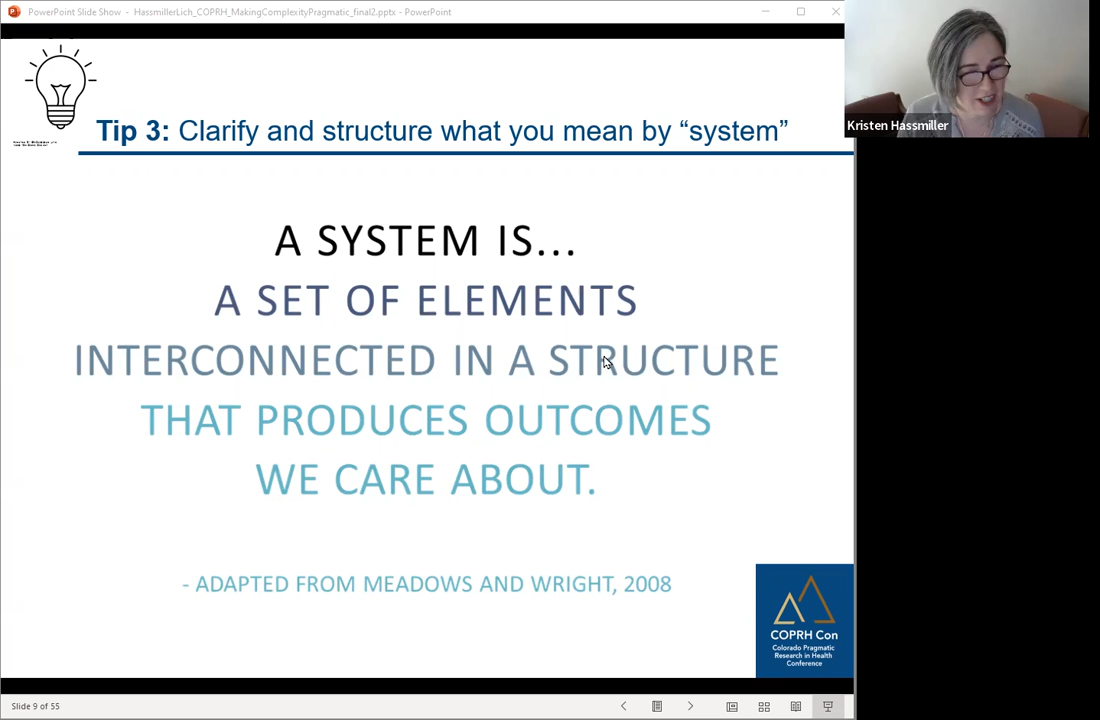 PowerPoint Slide Show - HassmillerLich_COPRH_MakingComplexityPragmatic_final2.pptx - PowerPoint
Kristen Hassmiller
Tip 3: Clarify and structure what you mean by “system”
A SYSTEM IS...
A SET OF ELEMENTS
INTERCONNECTED IN A STRUCTURE
THAT PRODUCES OUTCOMES
WE CARE ABOUT.
- ADAPTED FROM MEADOWS AND WRIGHT, 2008
COPRH Con
Colorado Pragmatic
Research in Health
Conference
Slide 9 of 55